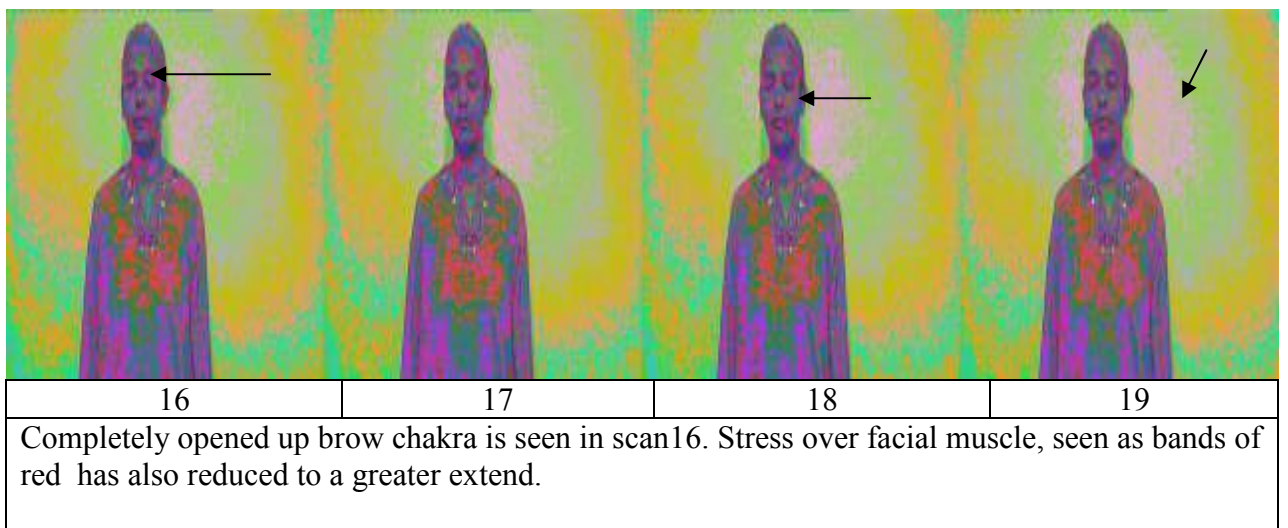 16 17 18 19
Completely opened up brow chakra is seen in scan16. Stress over facial muscle, seen as bands of
red has also reduced to a greater extend.